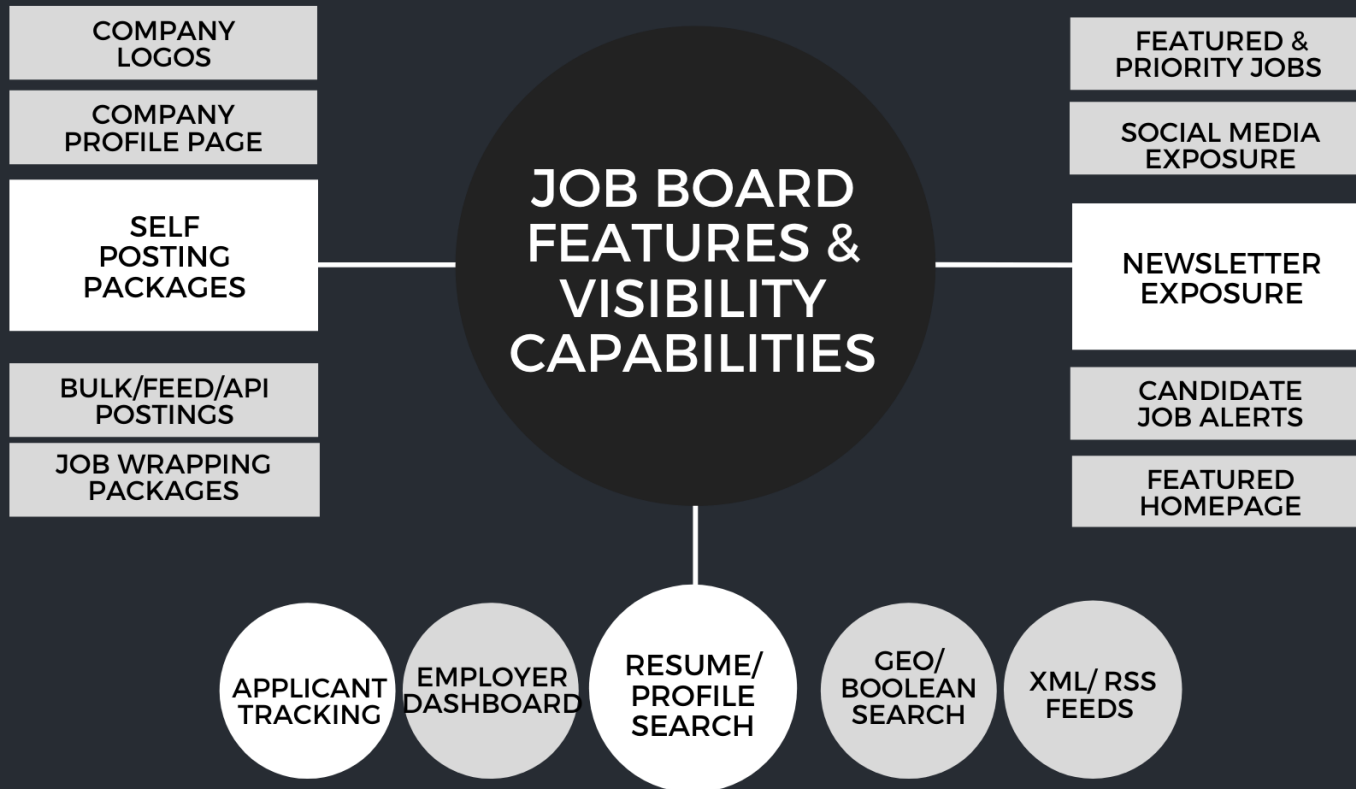 COMPANY
LOGOS
COMPANY
PROFILE PAGE
SELF
POSTING
PACKAGES
BULK/FEED/API
POSTINGS
JOB WRAPPING
PACKAGES
JOB BOARD
FEATURES &
VISIBILITY
CAPABILITIES
FEATURED &
PRIORITY JOBS
SOCIAL MEDIA
EXPOSURE
NEWSLETTER
EXPOSURE
CANDIDATE
JOB ALERTS
FEATURED
HOMEPAGE
APPLICANT
TRACKING
EMPLOYER
DASHBOARD
RESUME/
PROFILE
SEARCH
GEO/
BOOLEAN
SEARCH
XML/ RSS
FEEDS